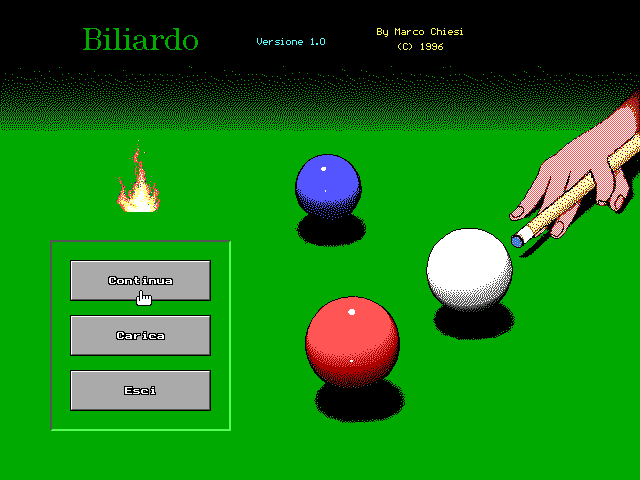 Biliardo
Versione 1.0
By Marco Chiesi
(C) 1996
Continua
Carica
Esci